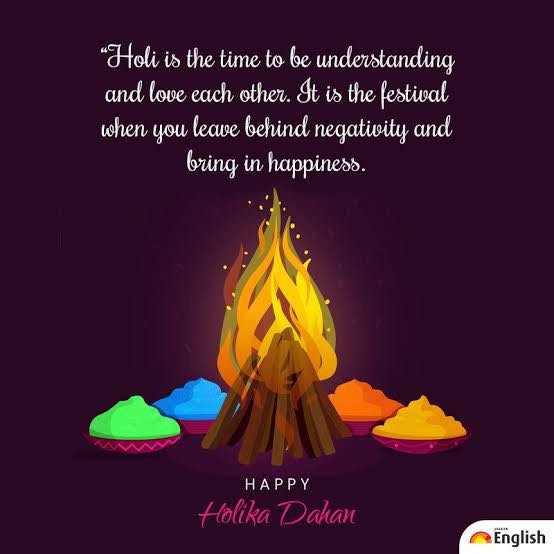 “Holi is the time to be understanding
and love each other. It is the festival
when you leave behind negativity and
bring in happiness.
HAPPY
Holika Dahan
JAGRAN
English